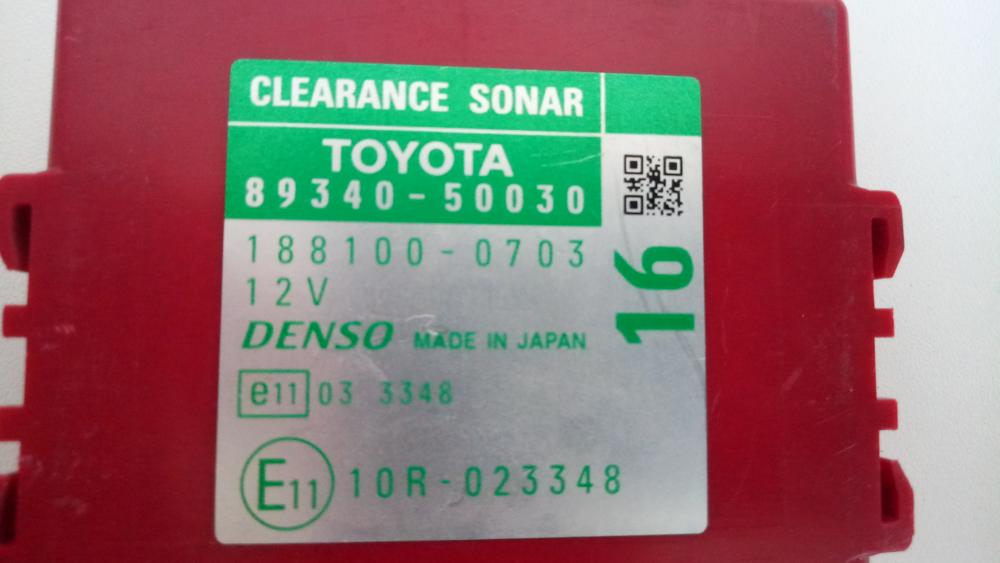 CLEARANCE SONAR
TOYOTA
89340-50030
188100-0703
12V
DENSO MADE IN JAPAN
16
e11 03 3348
E11 10R-023348